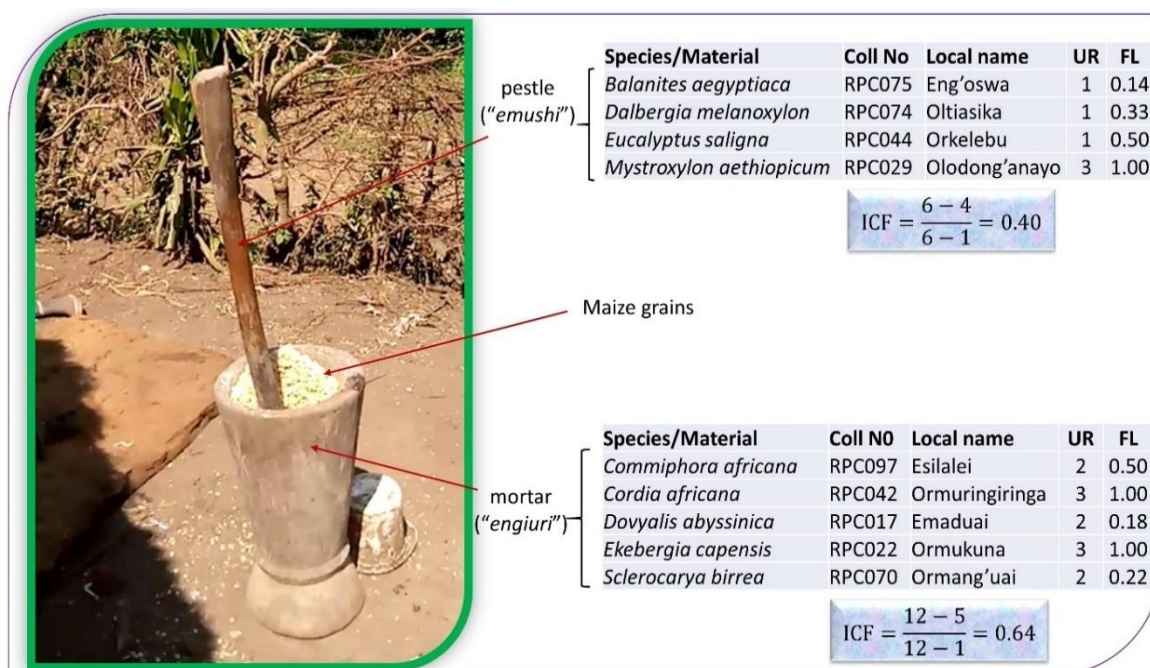 Species/Material Coll No Local name UR FL
Balanites aegyptiaca RPC075 Eng’oswa 1 0.14
Dalbergia melanoxylon RPC074 Oltiasika 1 0.33
Eucalyptus saligna RPC044 Orkelebu 1 0.50
Mystroxylon aethiopicum RPC029 Olodong’anayo 3 1.00
pestle
(“emushi”)
ICF = (6 − 4)/(6 − 1) = 0.40
Maize grains
Species/Material Coll N0 Local name UR FL
Commiphora africana RPC097 Esilalei 2 0.50
Cordia africana RPC042 Ormuringiringa 3 1.00
Dovyalis abyssinica RPC017 Emaduai 2 0.18
Ekebergia capensis RPC022 Ormukuna 3 1.00
Sclerocarya birrea RPC070 Ormang’uai 2 0.22
mortar
(“engiuri”)
ICF = (12 − 5)/(12 − 1) = 0.64